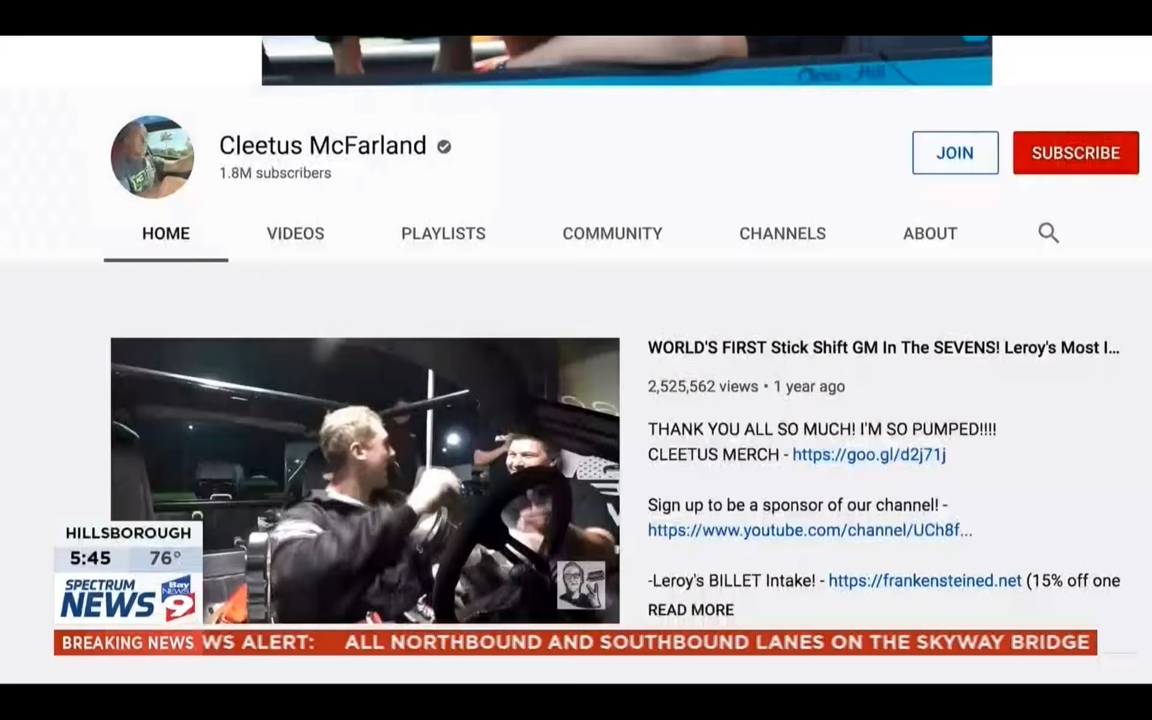 Cleetus McFarland
1.8M subscribers
JOIN
SUBSCRIBE
HOME
VIDEOS
PLAYLISTS
COMMUNITY
CHANNELS
ABOUT
WORLD'S FIRST Stick Shift GM In The SEVENS! Leroy's Most I...
2,525,562 views • 1 year ago
THANK YOU ALL SO MUCH! I'M SO PUMPED!!!!
CLEETUS MERCH - https://goo.gl/d2j71j
Sign up to be a sponsor of our channel! -
https://www.youtube.com/channel/UCh8f...
-Leroy's BILLET Intake! - https://frankensteined.net (15% off one
READ MORE
HILLSBOROUGH
5:45 76°
SPECTRUM
NEWS
Bay
NEWS
9
BREAKING NEWS WS ALERT: ALL NORTHBOUND AND SOUTHBOUND LANES ON THE SKYWAY BRIDGE